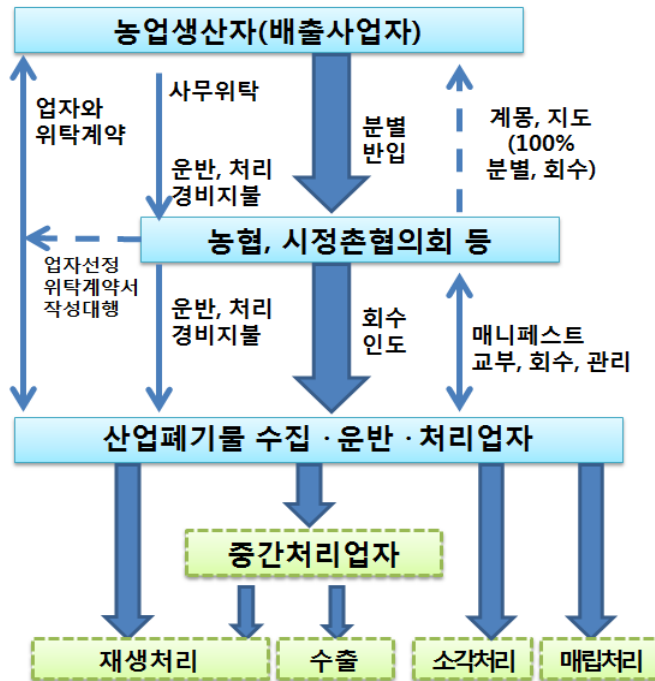 농업생산자(배출사업자)
업자와
위탁계약
사무위탁
운반, 처리
경비지불
분별
반입
계몽, 지도
(100%
분별, 회수)
농협, 시정촌협의회 등
업자선정
위탁계약서
작성대행
운반, 처리
경비지불
회수
인도
매니페스트
교부, 회수, 관리
산업폐기물 수집 · 운반 · 처리업자
중간처리업자
재생처리
수출
소각처리
매립처리